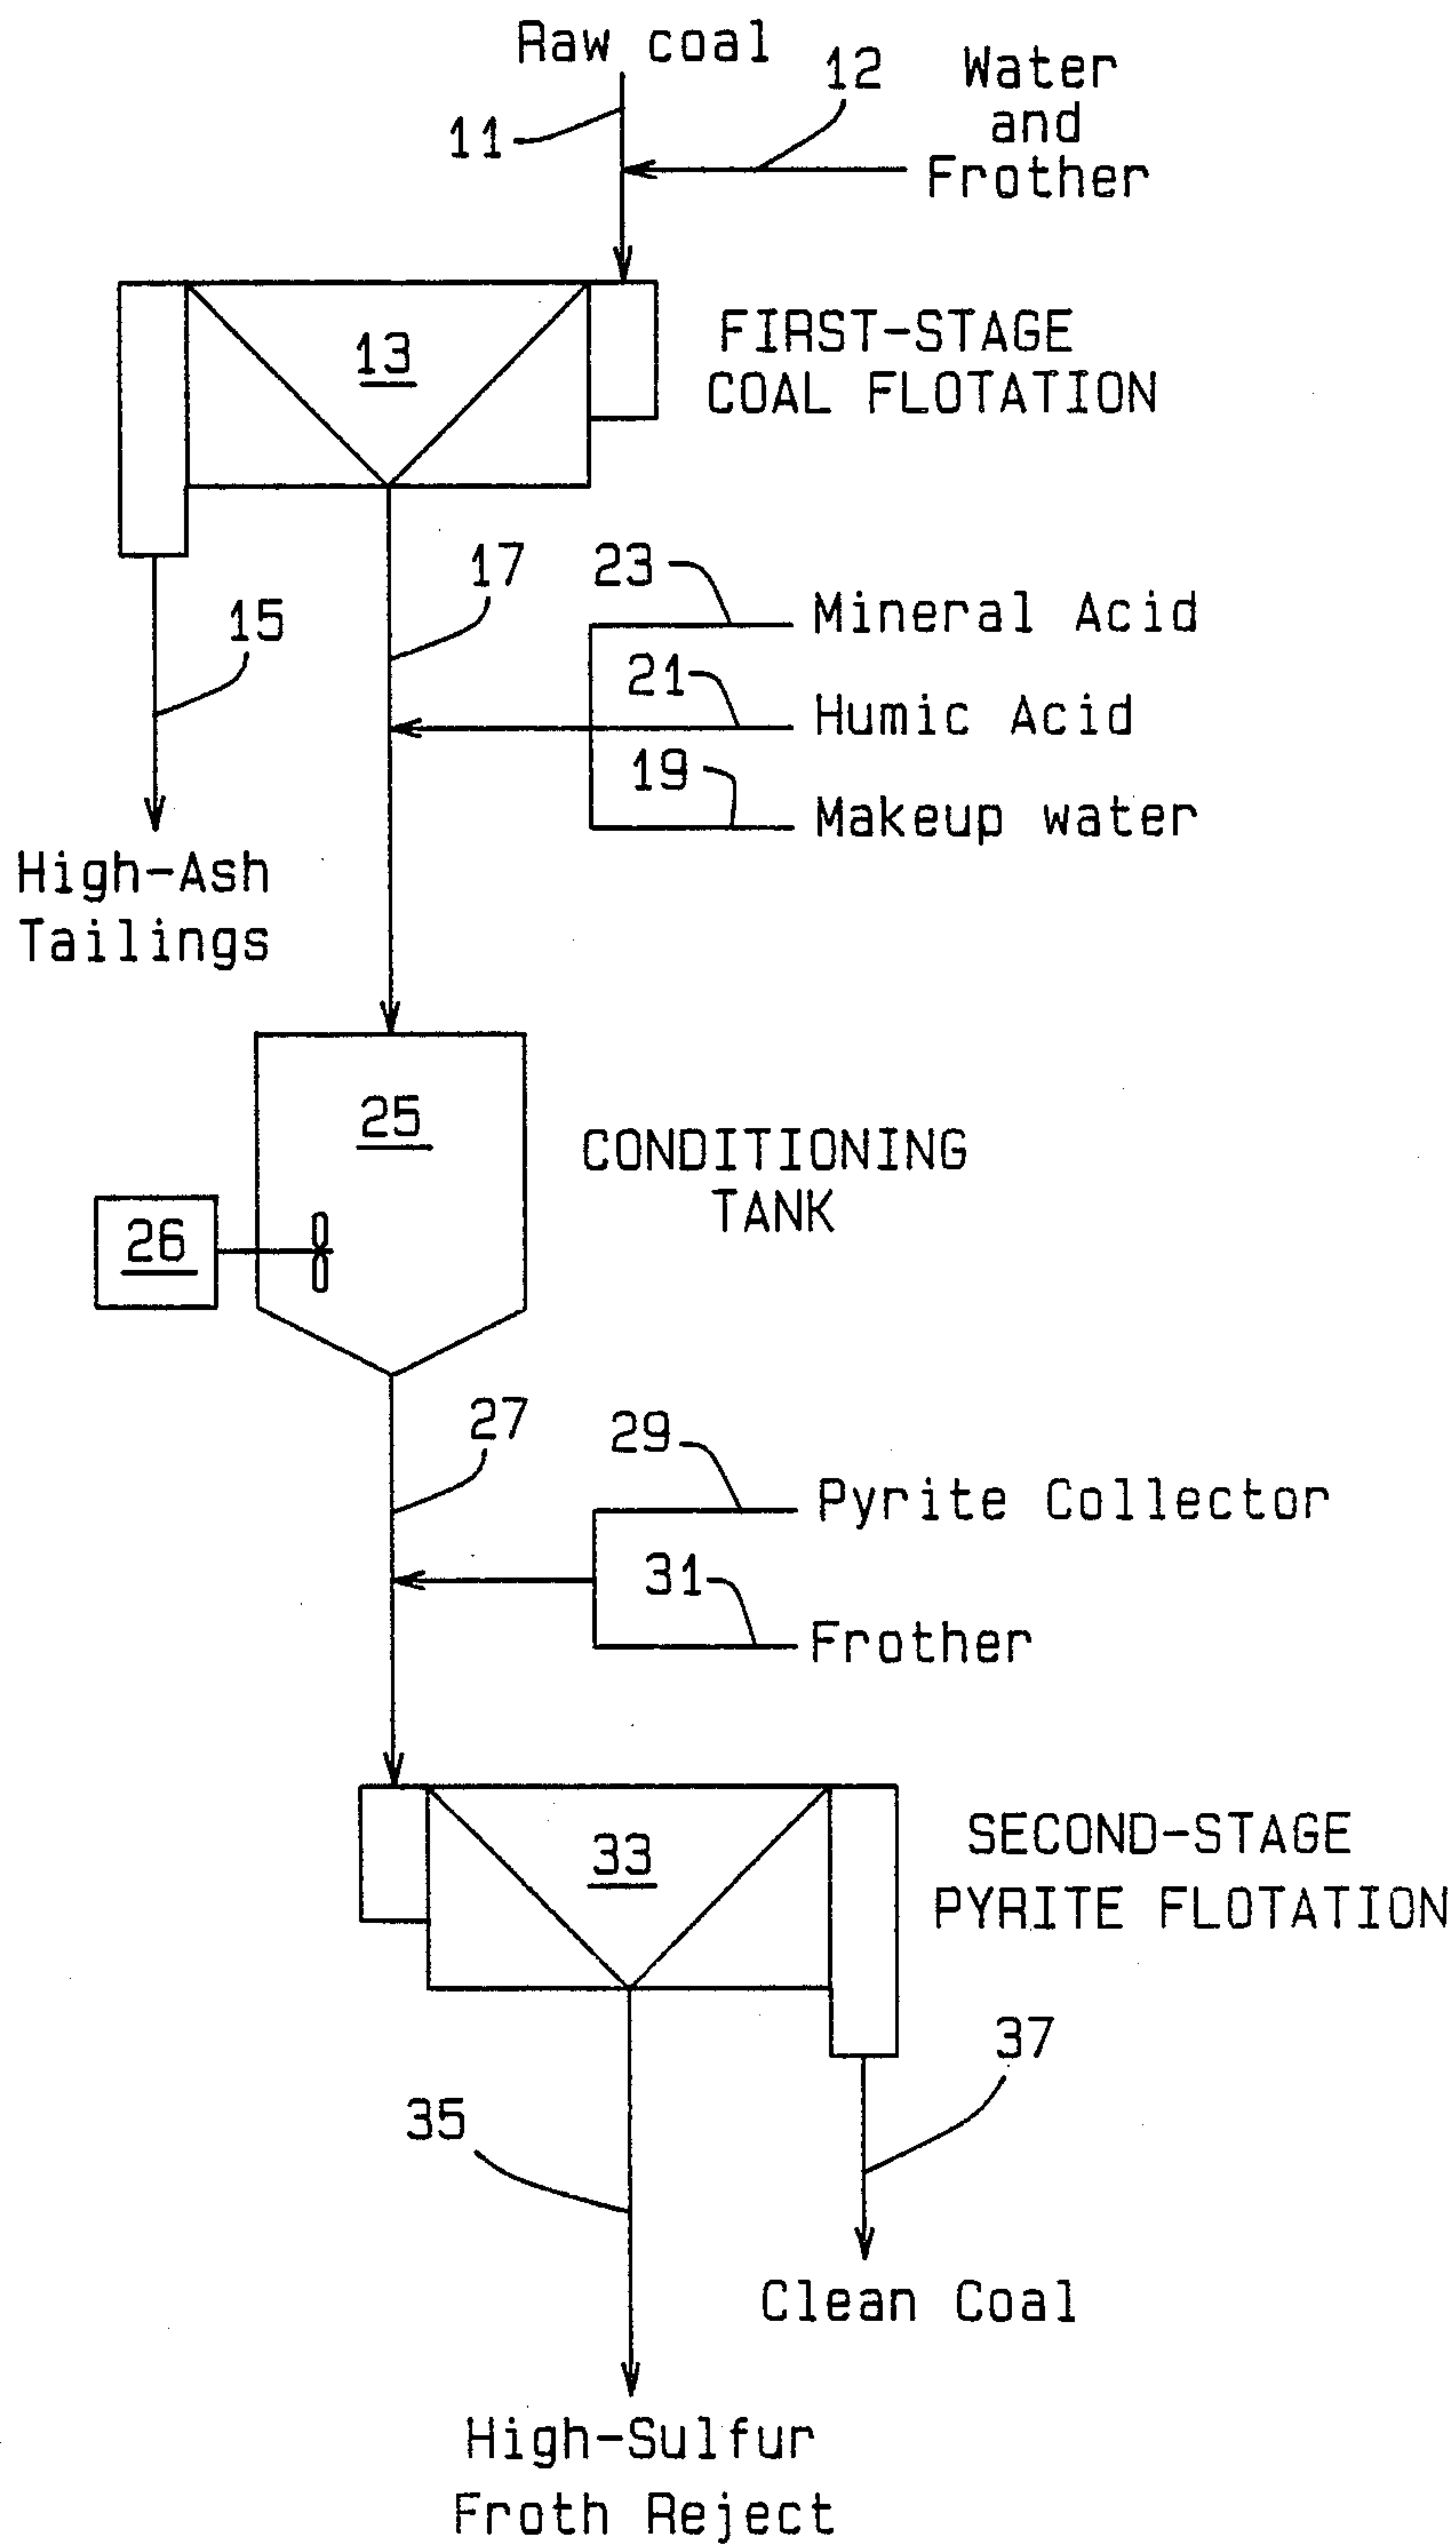 Raw coal
12
Water
and
Frother
11
13
FIRST-STAGE
COAL FLOTATION
17
23
Mineral Acid
15
21
Humic Acid
19
Makeup water
High-Ash
Tailings
25
CONDITIONING
TANK
26
27
29
Pyrite Collector
31
Frother
33
SECOND-STAGE
PYRITE FLOTATION
37
35
Clean Coal
High-Sulfur
Froth Reject